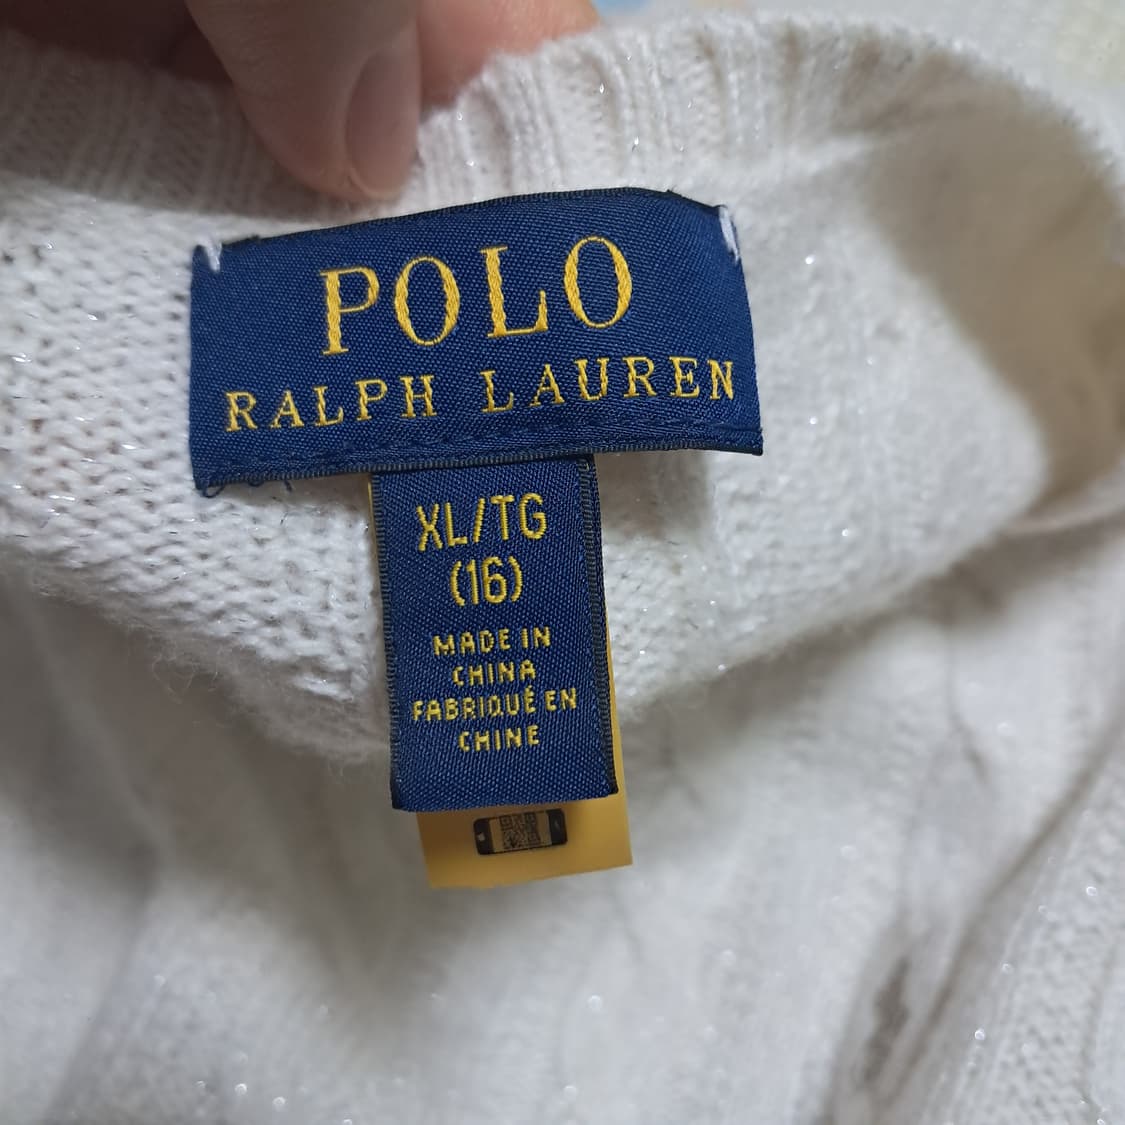 POLO
RALPH LAUREN
XL/TG
(16)
MADE IN
CHINA
FABRIQUÉ EN
CHINE